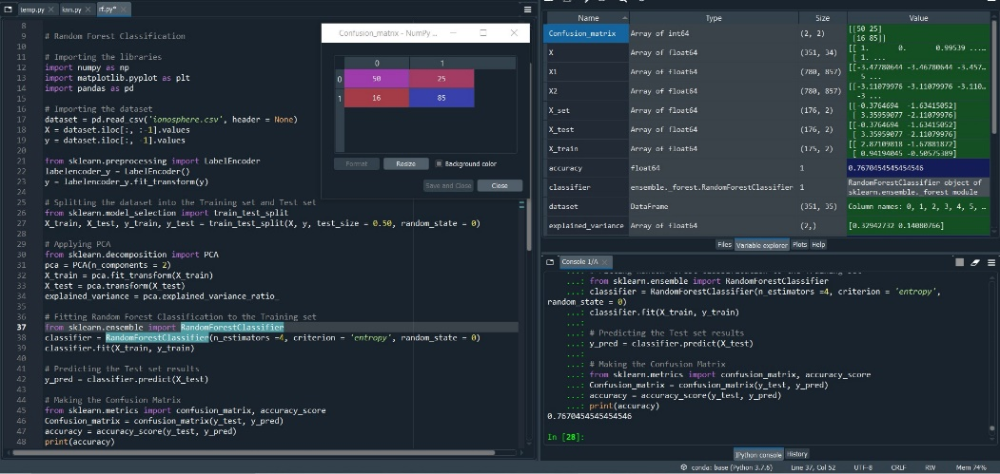 temp.py
knn.py
rf.py*
8
9 # Random Forest Classification
10
11 # Importing the libraries
12 import numpy as np
13 import matplotlib.pyplot as plt
14 import pandas as pd
15
16 # Importing the dataset
17 dataset = pd.read_csv('ionosphere.csv', header = None)
18 X = dataset.iloc[:, :-1].values
19 y = dataset.iloc[:, -1].values
20
21 from sklearn.preprocessing import LabelEncoder
22 labelencoder_y = LabelEncoder()
23 y = labelencoder_y.fit_transform(y)
24
25 # Splitting the dataset into the Training set and Test set
26 from sklearn.model_selection import train_test_split
27 X_train, X_test, y_train, y_test = train_test_split(X, y, test_size = 0.50, random_state = 0)
28
29 # Applying PCA
30 from sklearn.decomposition import PCA
31 pca = PCA(n_components = 2)
32 X_train = pca.fit_transform(X_train)
33 X_test = pca.transform(X_test)
34 explained_variance = pca.explained_variance_ratio_
35
36 # Fitting Random Forest Classification to the Training set
37 from sklearn.ensemble import RandomForestClassifier
38 classifier = RandomForestClassifier(n_estimators =4, criterion = 'entropy', random_state = 0)
39 classifier.fit(X_train, y_train)
40
41 # Predicting the Test set results
42 y_pred = classifier.predict(X_test)
43
44 # Making the Confusion Matrix
45 from sklearn.metrics import confusion_matrix, accuracy_score
46 Confusion_matrix = confusion_matrix(y_test, y_pred)
47 accuracy = accuracy_score(y_test, y_pred)
48 print(accuracy)
Confusion_matrix - NumPy ...
0 1
0 50 25
1 16 85
Format Resize Background color
Save and Close Close
Name Type Size Value
Confusion_matrix Array of int64 (2, 2) [[50 25]
[16 85]]
X Array of float64 (351, 34) [[ 1. 0. 0.99539 ....
[ 1. ...
X1 Array of float64 (780, 857) [[-3.47780644 -3.46780644 -3.457...
5 ...
X2 Array of float64 (780, 857) [[-3.11079976 -3.11079976 -3.110...
-3 ...
X_set Array of float64 (176, 2) [[-0.3764694 -1.63415052]
[ 3.35959077 -2.11079976]
X_test Array of float64 (176, 2) [[-0.3764694 -1.63415052]
[ 3.35959077 -2.11079976]
X_train Array of float64 (175, 2) [[ 2.87109818 -1.67881872]
[ 0.94194045 -0.50575389]
accuracy float64 1 0.7670454545454546
classifier ensemble._forest.RandomForestClassifier 1 RandomForestClassifier object of
sklearn.ensemble._forest module
dataset DataFrame (351, 35) Column names: 0, 1, 2, 3, 4, 5, ...
explained_variance Array of float64 (2,) [0.32942732 0.14080766]
Files Variable explorer Plots Help
Console 1/A
...: from sklearn.ensemble import RandomForestClassifier
...: classifier = RandomForestClassifier(n_estimators =4, criterion = 'entropy',
random_state = 0)
...: classifier.fit(X_train, y_train)
...:
...: # Predicting the Test set results
...: y_pred = classifier.predict(X_test)
...:
...: # Making the Confusion Matrix
...: from sklearn.metrics import confusion_matrix, accuracy_score
...: Confusion_matrix = confusion_matrix(y_test, y_pred)
...: accuracy = accuracy_score(y_test, y_pred)
...: print(accuracy)
0.7670454545454546
In [28]:
IPython console History
conda: base (Python 3.7.6) Line 37, Col 52 UTF-8 CRLF RW Mem 74%